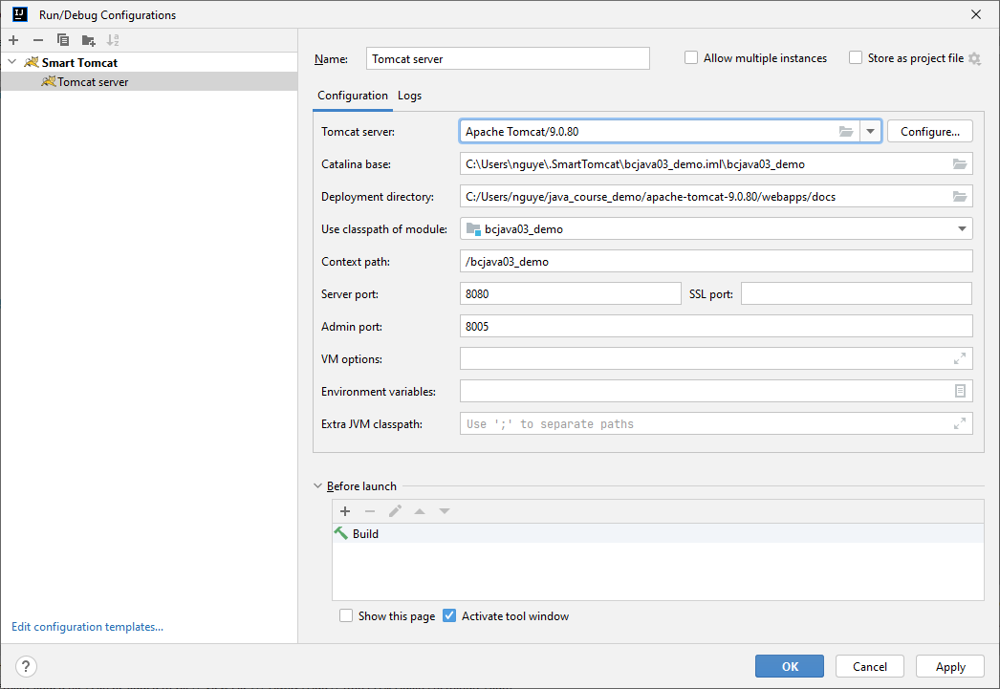 Run/Debug Configurations
Smart Tomcat
Tomcat server
Name: Tomcat server Allow multiple instances Store as project file
Configuration Logs
Tomcat server: Apache Tomcat/9.0.80 Configure...
Catalina base: C:\Users\nguye\.SmartTomcat\bcjava03_demo.iml\bcjava03_demo
Deployment directory: C:/Users/nguye/java_course_demo/apache-tomcat-9.0.80/webapps/docs
Use classpath of module: bcjava03_demo
Context path: /bcjava03_demo
Server port: 8080 SSL port:
Admin port: 8005
VM options:
Environment variables:
Extra JVM classpath: Use ';' to separate paths
Before launch
Build
Show this page Activate tool window
Edit configuration templates...
? OK Cancel Apply